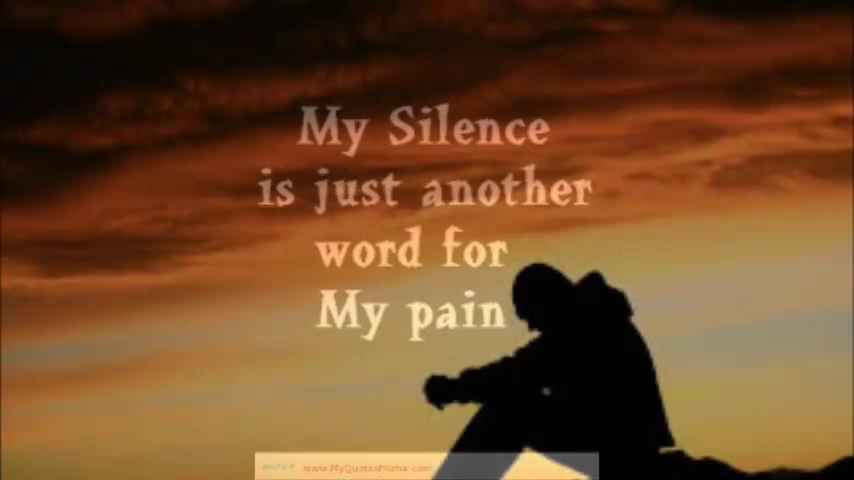 My Silence
is just another
word for
My pain
www.MyQuotesHome.com